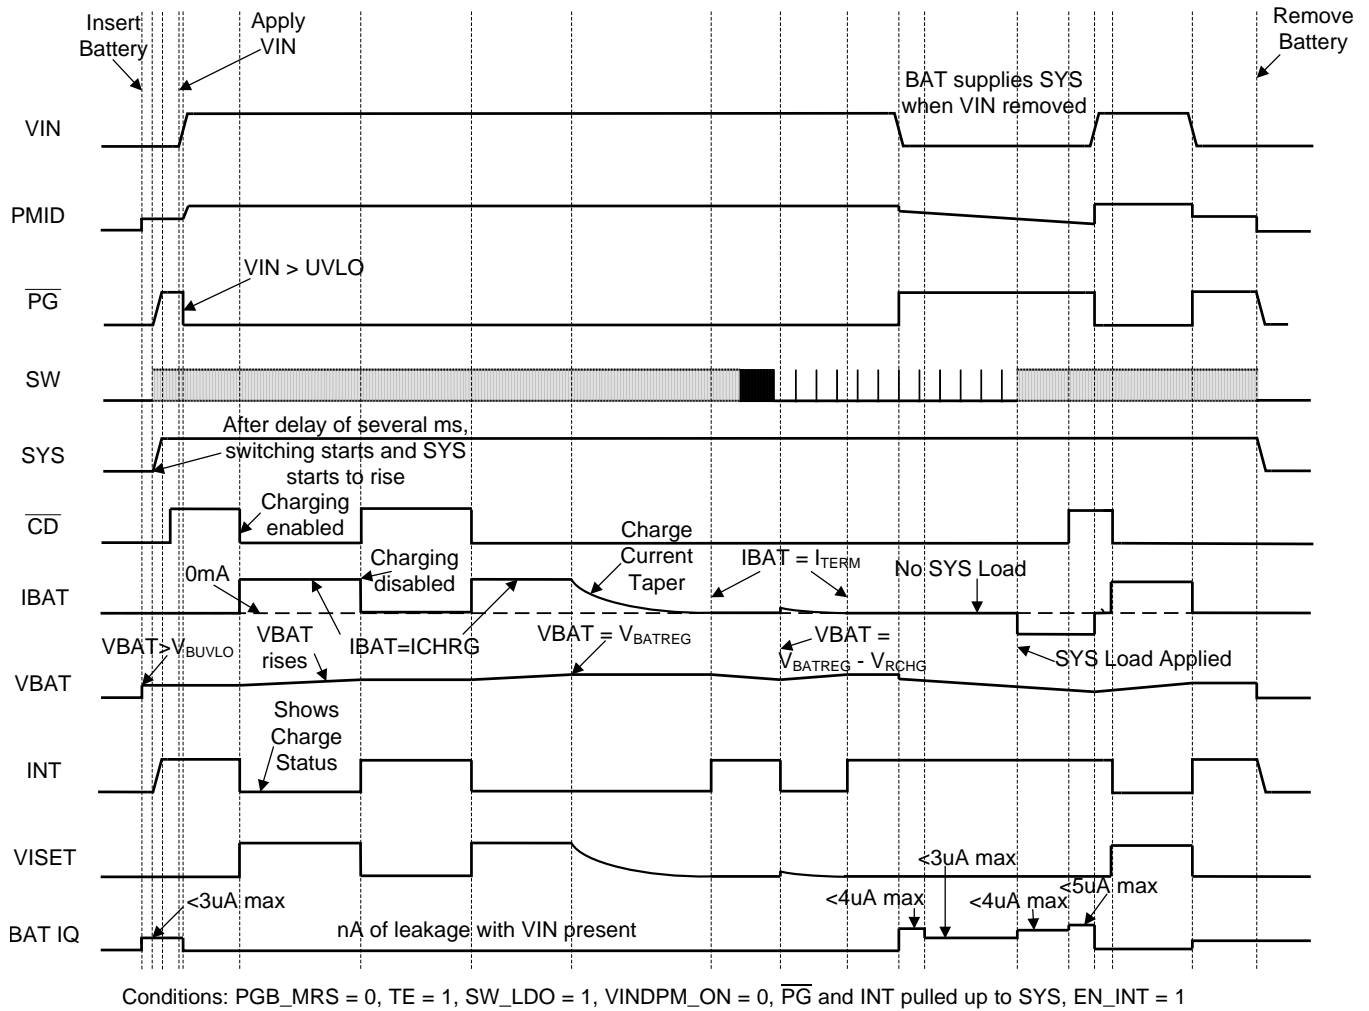 Insert
Battery
Apply
VIN
Remove
Battery
BAT supplies SYS
when VIN removed
VIN
PMID
VIN > UVLO
PG
SW
After delay of several ms,
switching starts and SYS
starts to rise
SYS
Charging
enabled
CD
Charge
Current
Taper
Charging
disabled
IBAT = ITERM
No SYS Load
0mA
IBAT
VBAT>VBUVLO
VBAT
rises
IBAT=ICHRG
VBAT = VBATREG
VBAT =
VBATREG - VRCHG
SYS Load Applied
VBAT
Shows
Charge
Status
INT
VISET
<3uA max
<4uA max
<3uA max
<4uA max
<5uA max
BAT IQ
nA of leakage with VIN present
Conditions: PGB_MRS = 0, TE = 1, SW_LDO = 1, VINDPM_ON = 0, PG and INT pulled up to SYS, EN_INT = 1